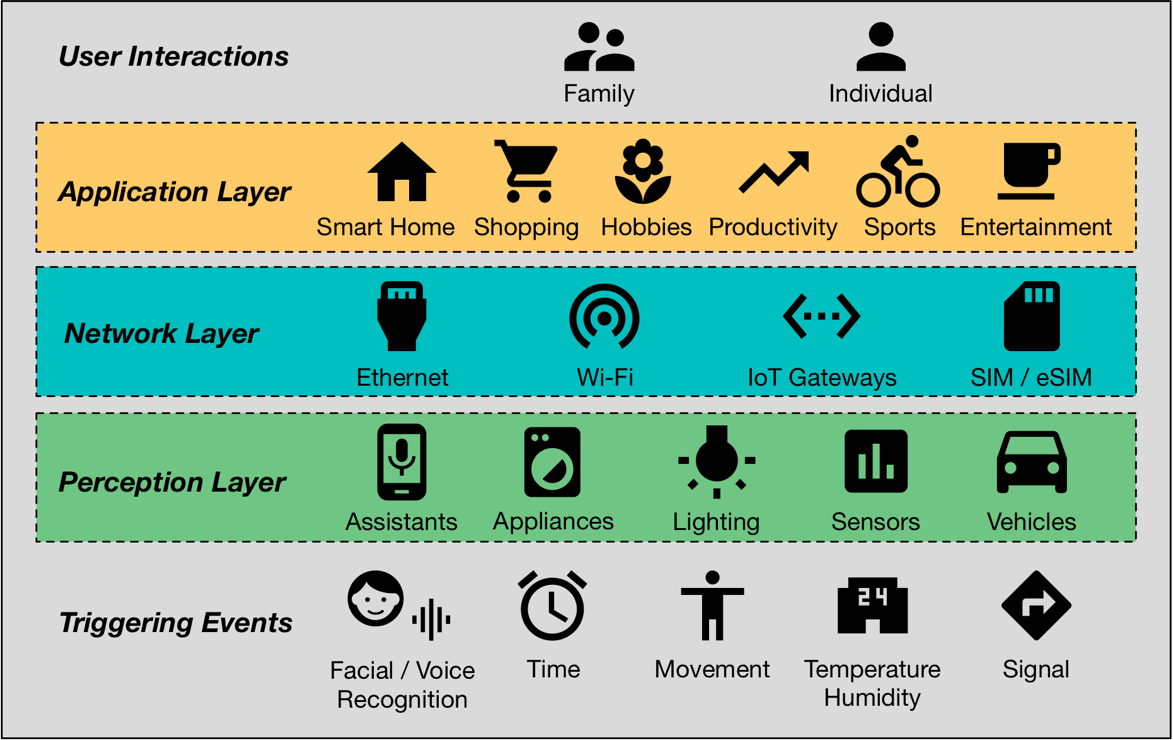 User Interactions
Family
Individual
Application Layer
Smart Home
Shopping
Hobbies
Productivity
Sports
Entertainment
Network Layer
Ethernet
Wi-Fi
IoT Gateways
SIM / eSIM
Perception Layer
Assistants
Appliances
Lighting
Sensors
Vehicles
24
Triggering Events
Facial / Voice
Recognition
Time
Movement
Temperature
Humidity
Signal